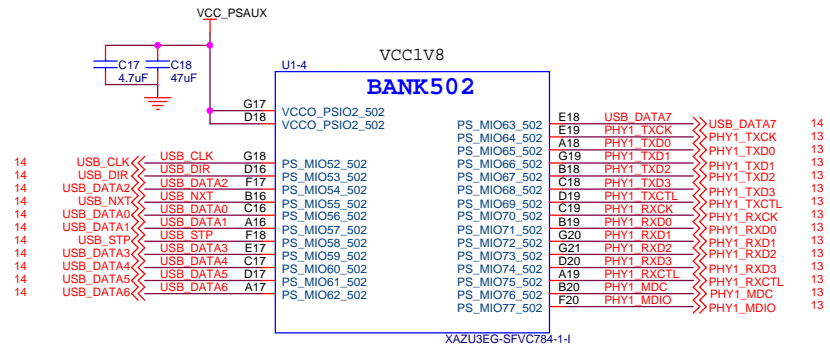 VCC_PSAUX
C17
4.7uF
C18
47uF
VCC1V8
U1-4
BANK502
G17 VCCO_PSIO2_502
D18 VCCO_PSIO2_502
14 USB_CLK USB_CLK G18 PS_MIO52_502
14 USB_DIR USB_DIR D16 PS_MIO53_502
14 USB_DATA2 USB_DATA2 F17 PS_MIO54_502
14 USB_NXT USB_NXT B16 PS_MIO55_502
14 USB_DATA0 USB_DATA0 C16 PS_MIO56_502
14 USB_DATA1 USB_DATA1 A16 PS_MIO57_502
14 USB_STP USB_STP F18 PS_MIO58_502
14 USB_DATA3 USB_DATA3 E17 PS_MIO59_502
14 USB_DATA4 USB_DATA4 C17 PS_MIO60_502
14 USB_DATA5 USB_DATA5 D17 PS_MIO61_502
14 USB_DATA6 USB_DATA6 A17 PS_MIO62_502
PS_MIO63_502 E18 USB_DATA7 USB_DATA7 14
PS_MIO64_502 E19 PHY1_TXCK PHY1_TXCK 13
PS_MIO65_502 A18 PHY1_TXD0 PHY1_TXD0 13
PS_MIO66_502 G19 PHY1_TXD1 PHY1_TXD1 13
PS_MIO67_502 B18 PHY1_TXD2 PHY1_TXD2 13
PS_MIO68_502 C18 PHY1_TXD3 PHY1_TXD3 13
PS_MIO69_502 D19 PHY1_TXCTL PHY1_TXCTL 13
PS_MIO70_502 C19 PHY1_RXCK PHY1_RXCK 13
PS_MIO71_502 B19 PHY1_RXD0 PHY1_RXD0 13
PS_MIO72_502 G20 PHY1_RXD1 PHY1_RXD1 13
PS_MIO73_502 G21 PHY1_RXD2 PHY1_RXD2 13
PS_MIO74_502 D20 PHY1_RXD3 PHY1_RXD3 13
PS_MIO75_502 A19 PHY1_RXCTL PHY1_RXCTL 13
PS_MIO76_502 B20 PHY1_MDC PHY1_MDC 13
PS_MIO77_502 F20 PHY1_MDIO PHY1_MDIO 13
XAZU3EG-SFVC784-1-I